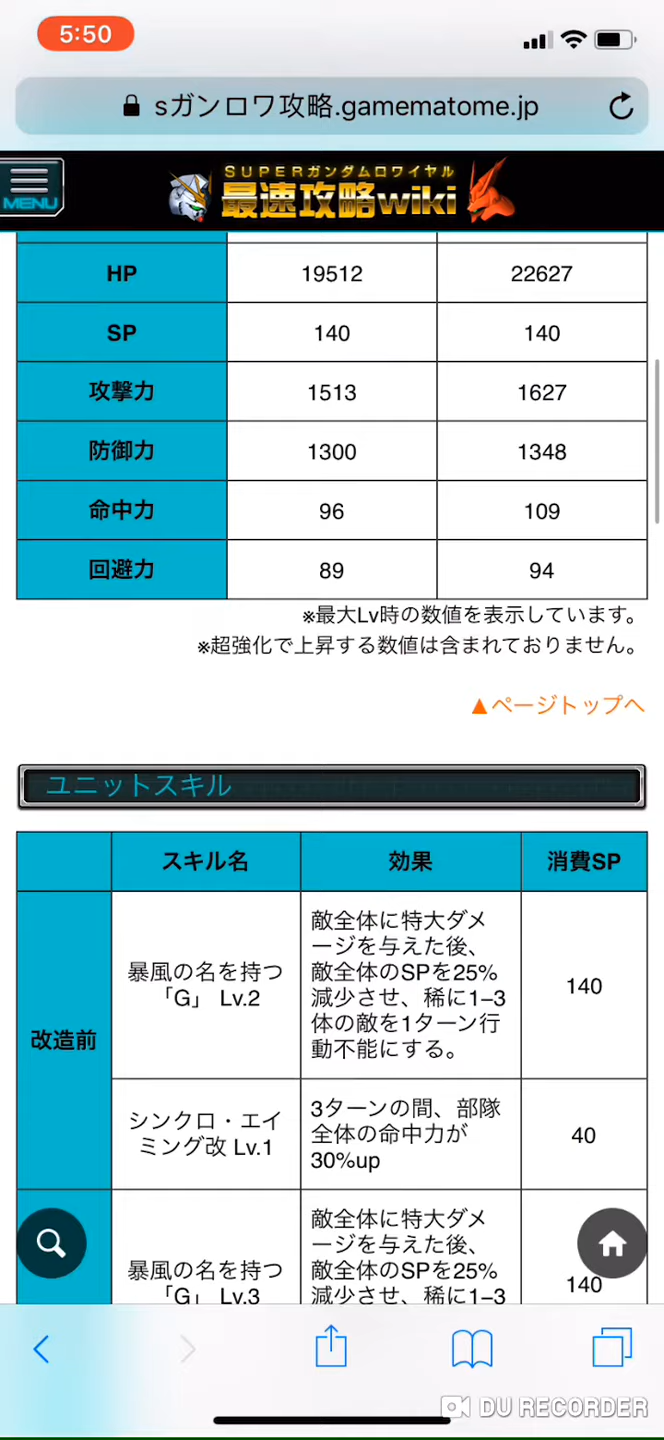 5:50
sガンロワ攻略.gamematome.jp
MENU
SUPERガンダムロワイヤル
最速攻略wiki
HP 19512 22627
SP 140 140
攻撃力 1513 1627
防御力 1300 1348
命中力 96 109
回避力 89 94
※最大Lv時の数値を表示しています。
※超強化で上昇する数値は含まれておりません。
▲ページトップへ
ユニットスキル
スキル名 効果 消費SP
改造前
暴風の名を持つ
「G」 Lv.2
敵全体に特大ダメ
ージを与えた後、
敵全体のSPを25%
減少させ、稀に1–3
体の敵を1ターン行
動不能にする。
140
シンクロ・エイ
ミング改 Lv.1
3ターンの間、部隊
全体の命中力が
30%up
40
暴風の名を持つ
「G」 Lv.3
敵全体に特大ダメ
ージを与えた後、
敵全体のSPを25%
減少させ、稀に1–3
140
DU RECORDER